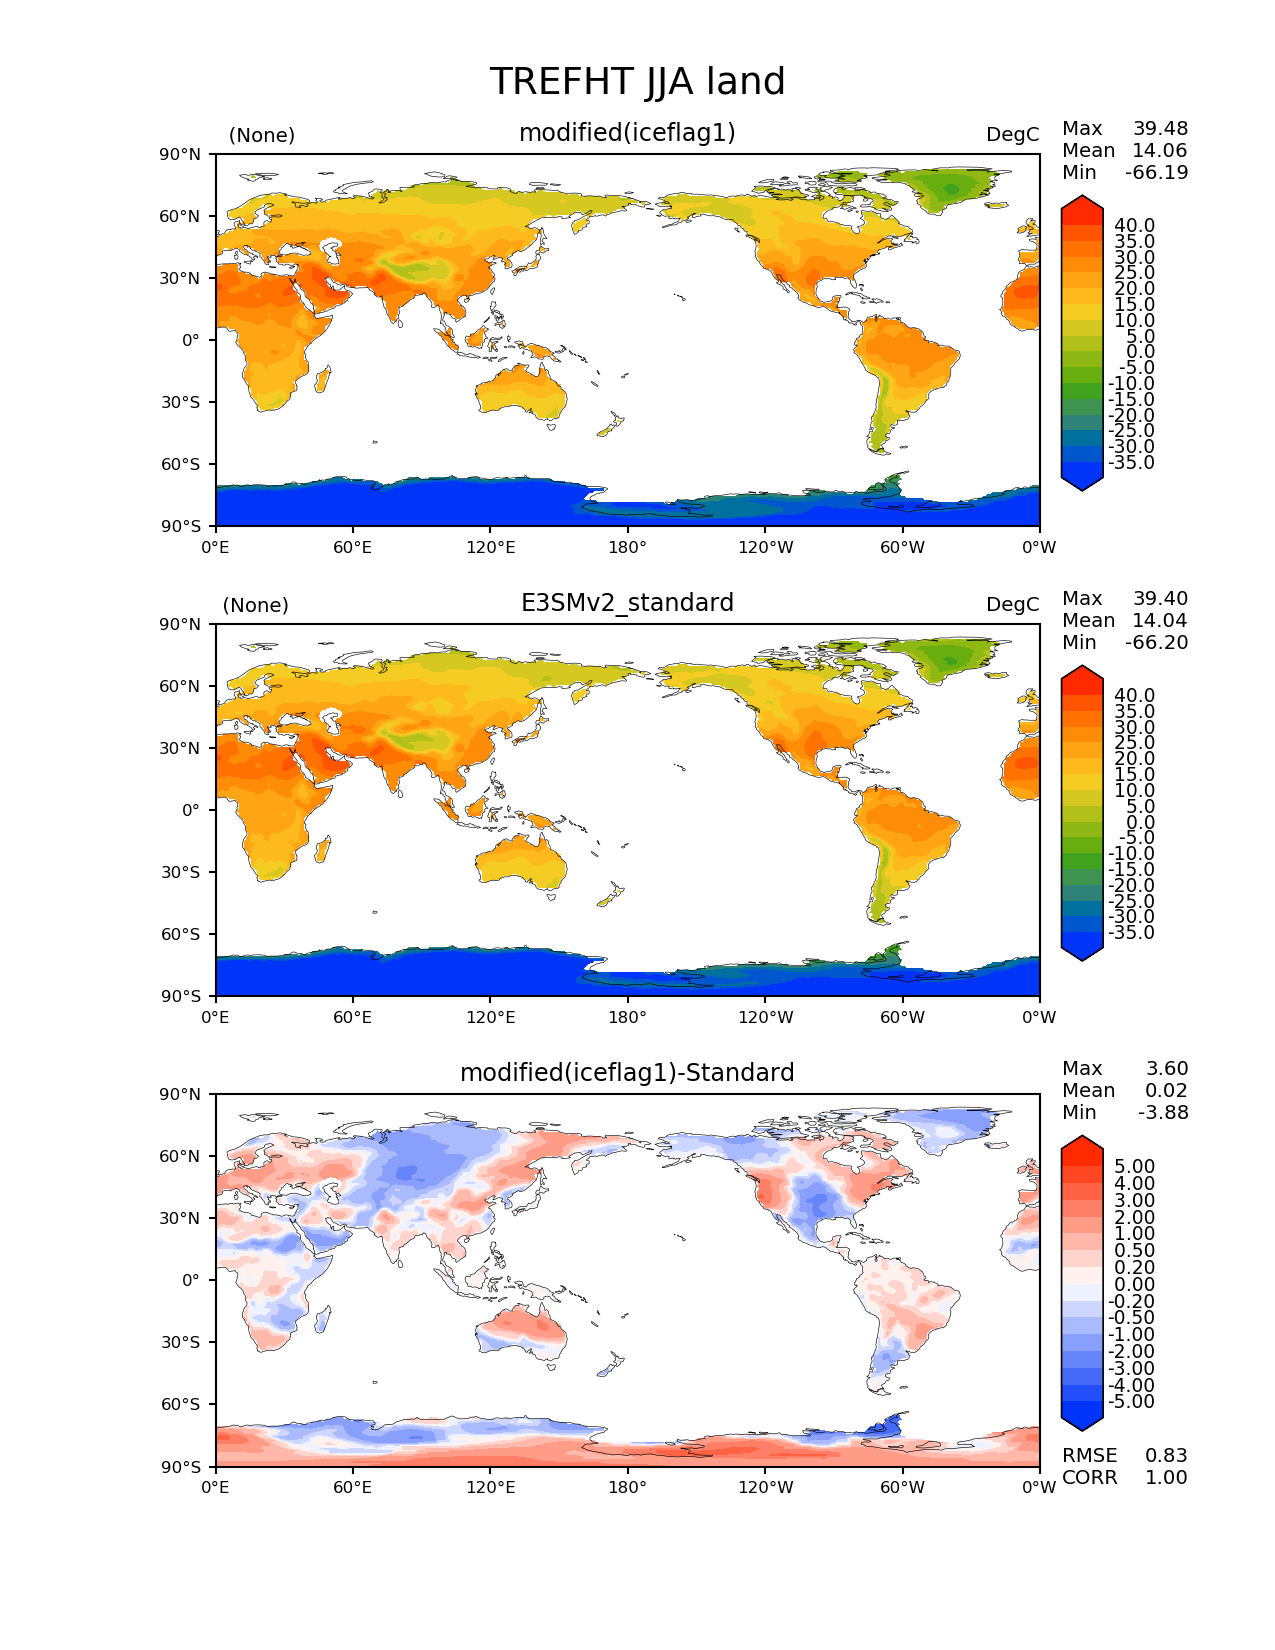 TREFHT JJA land
(None) modified(iceflag1) DegC
Max 39.48
Mean 14.06
Min -66.19
90°N
60°N
30°N
0°
30°S
60°S
90°S
0°E 60°E 120°E 180° 120°W 60°W 0°W
40.0
35.0
30.0
25.0
20.0
15.0
10.0
5.0
0.0
-5.0
-10.0
-15.0
-20.0
-25.0
-30.0
-35.0
(None) E3SMv2_standard DegC
Max 39.40
Mean 14.04
Min -66.20
90°N
60°N
30°N
0°
30°S
60°S
90°S
0°E 60°E 120°E 180° 120°W 60°W 0°W
40.0
35.0
30.0
25.0
20.0
15.0
10.0
5.0
0.0
-5.0
-10.0
-15.0
-20.0
-25.0
-30.0
-35.0
modified(iceflag1)-Standard
Max 3.60
Mean 0.02
Min -3.88
90°N
60°N
30°N
0°
30°S
60°S
90°S
0°E 60°E 120°E 180° 120°W 60°W 0°W
5.00
4.00
3.00
2.00
1.00
0.50
0.20
0.00
-0.20
-0.50
-1.00
-2.00
-3.00
-4.00
-5.00
RMSE 0.83
CORR 1.00